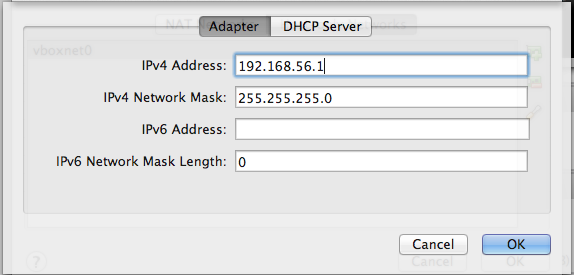 Adapter DHCP Server
vboxnet0
IPv4 Address: 192.168.56.1
IPv4 Network Mask: 255.255.255.0
IPv6 Address:
IPv6 Network Mask Length: 0
Cancel OK
? Cancel OK